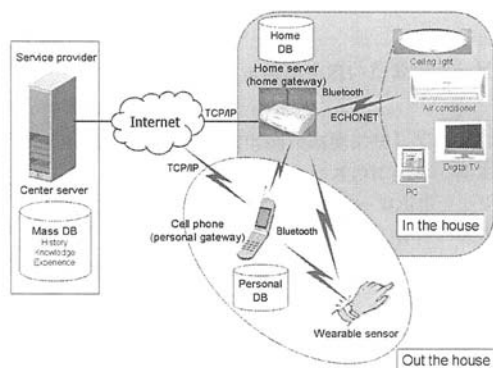 Service provider
Center server
Mass DB
History
Knowledge
Experience
Internet
TCP/IP
TCP/IP
Home
DB
Home server
(home gateway)
Bluetooth
ECHONET
Ceiling light
Air conditioner
Digital TV
PC
In the house
Cell phone
(personal gateway)
Bluetooth
Personal
DB
Wearable sensor
Out the house